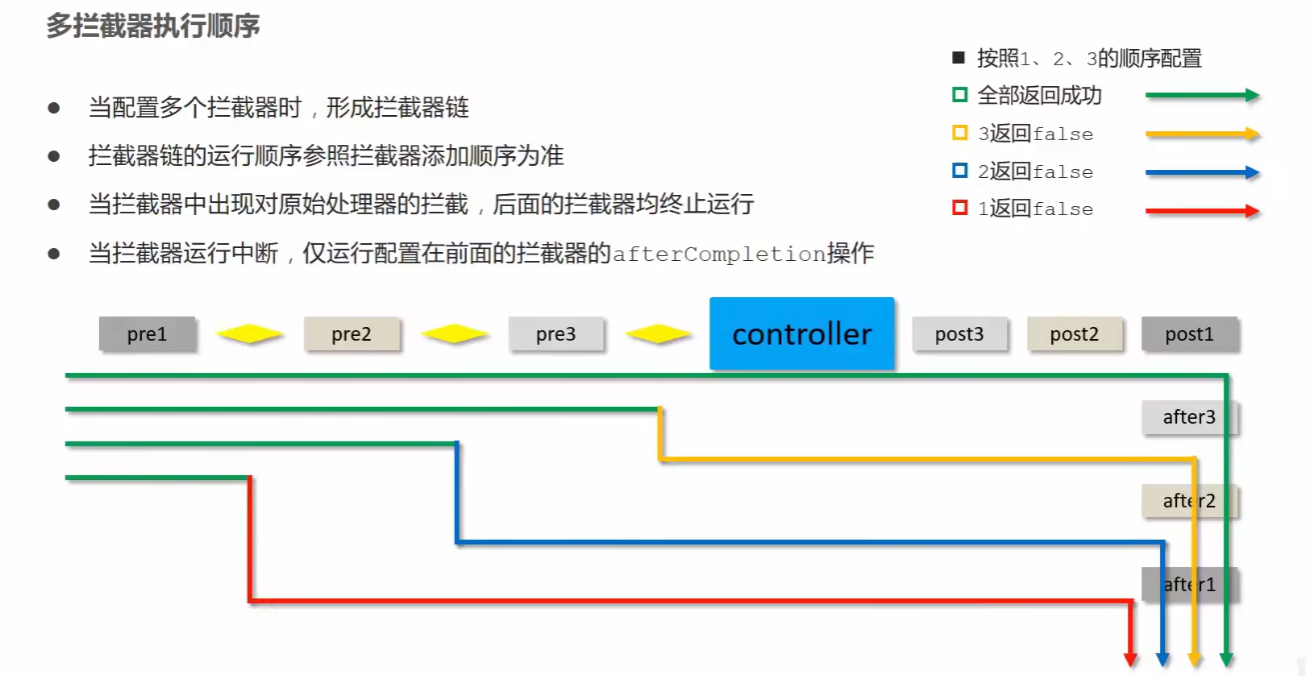 多拦截器执行顺序
● 当配置多个拦截器时，形成拦截器链
● 拦截器链的运行顺序参照拦截器添加顺序为准
● 当拦截器中出现对原始处理器的拦截，后面的拦截器均终止运行
● 当拦截器运行中断，仅运行配置在前面的拦截器的afterCompletion操作
■ 按照1、2、3的顺序配置
全部返回成功
3返回false
2返回false
1返回false
pre1 pre2 pre3 controller post3 post2 post1
after3
after2
after1